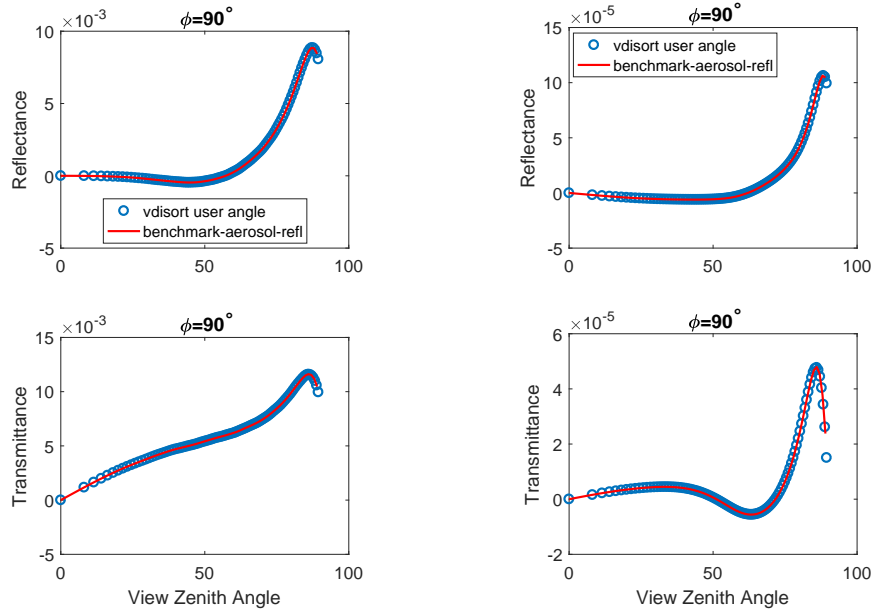 ϕ=90°
×10⁻³
10
5
0
-5
Reflectance
vdisort user angle
benchmark-aerosol-refl
0
50
100
ϕ=90°
×10⁻⁵
15
10
5
0
-5
Reflectance
vdisort user angle
benchmark-aerosol-refl
0
50
100
ϕ=90°
×10⁻³
15
10
5
0
-5
Transmittance
0
50
100
View Zenith Angle
ϕ=90°
×10⁻⁵
6
4
2
0
-2
Transmittance
0
50
100
View Zenith Angle